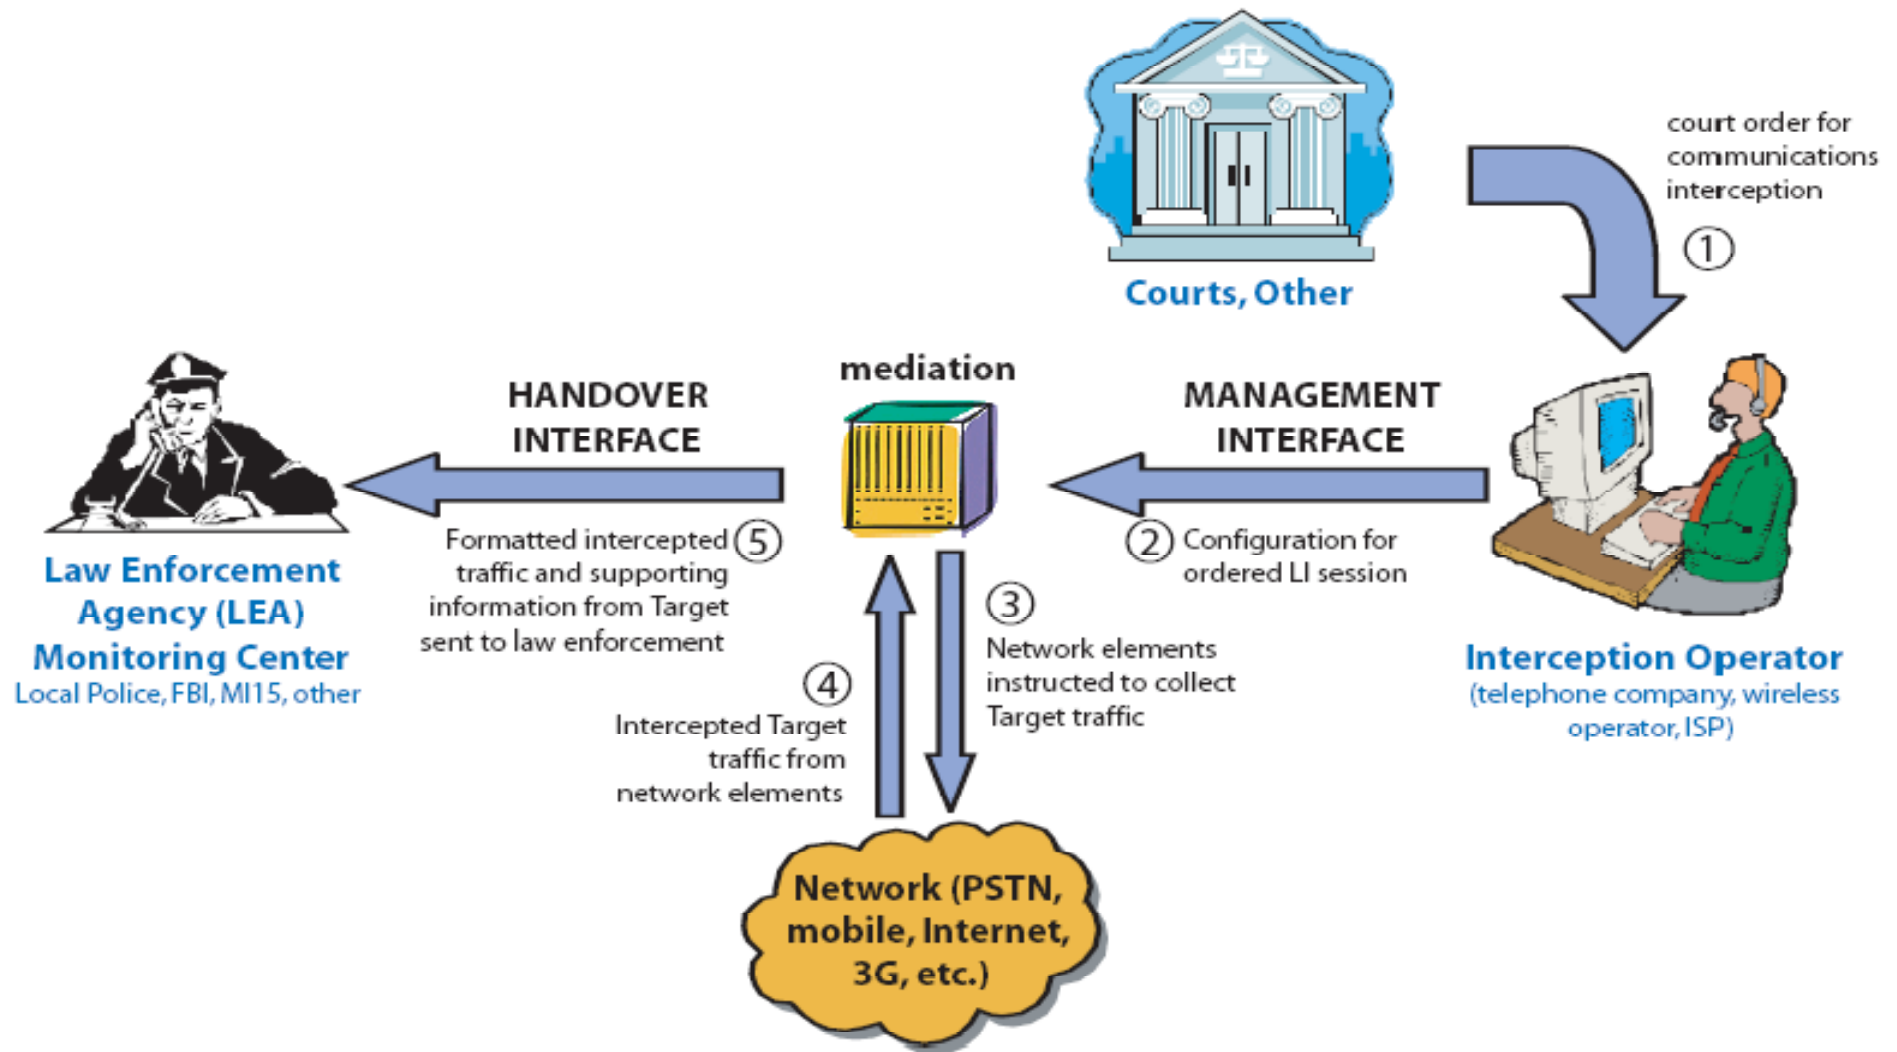 court order for
communications
interception
①
Courts, Other
mediation
HANDOVER
INTERFACE
MANAGEMENT
INTERFACE
Formatted intercepted ⑤
traffic and supporting
information from Target
sent to law enforcement
② Configuration for
ordered LI session
Law Enforcement
Agency (LEA)
Monitoring Center
Local Police, FBI, MI15, other
③
Network elements
instructed to collect
Target traffic
④
Intercepted Target
traffic from
network elements
Interception Operator
(telephone company, wireless
operator, ISP)
Network (PSTN,
mobile, Internet,
3G, etc.)